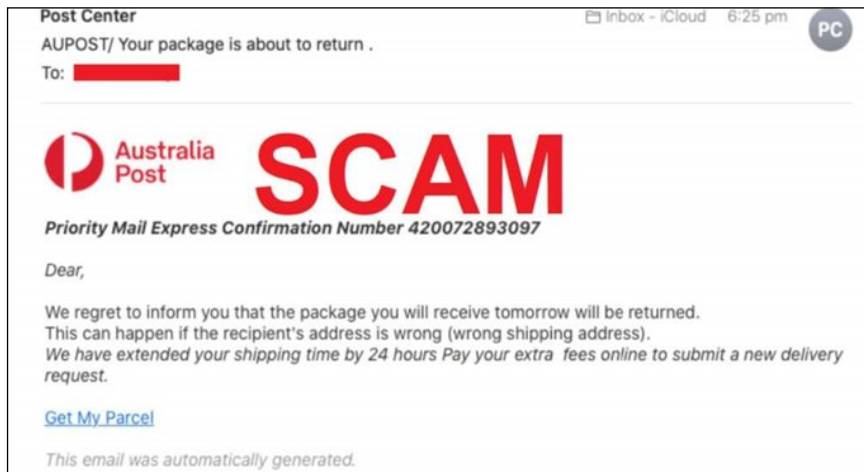 Post Center
Inbox - iCloud 6:25 pm
PC
AUPOST/ Your package is about to return .
To:
Australia
Post
SCAM
Priority Mail Express Confirmation Number 420072893097
Dear,
We regret to inform you that the package you will receive tomorrow will be returned.
This can happen if the recipient's address is wrong (wrong shipping address).
We have extended your shipping time by 24 hours Pay your extra fees online to submit a new delivery
request.
Get My Parcel
This email was automatically generated.